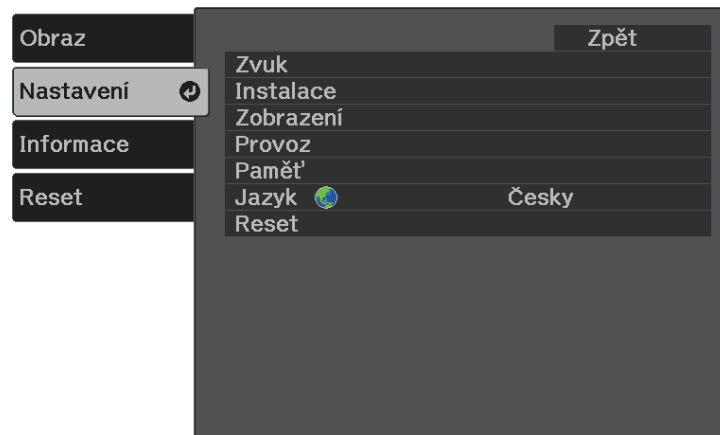 Obraz
Nastavení
Informace
Reset
Zpět
Zvuk
Instalace
Zobrazení
Provoz
Paměť
Jazyk Česky
Reset